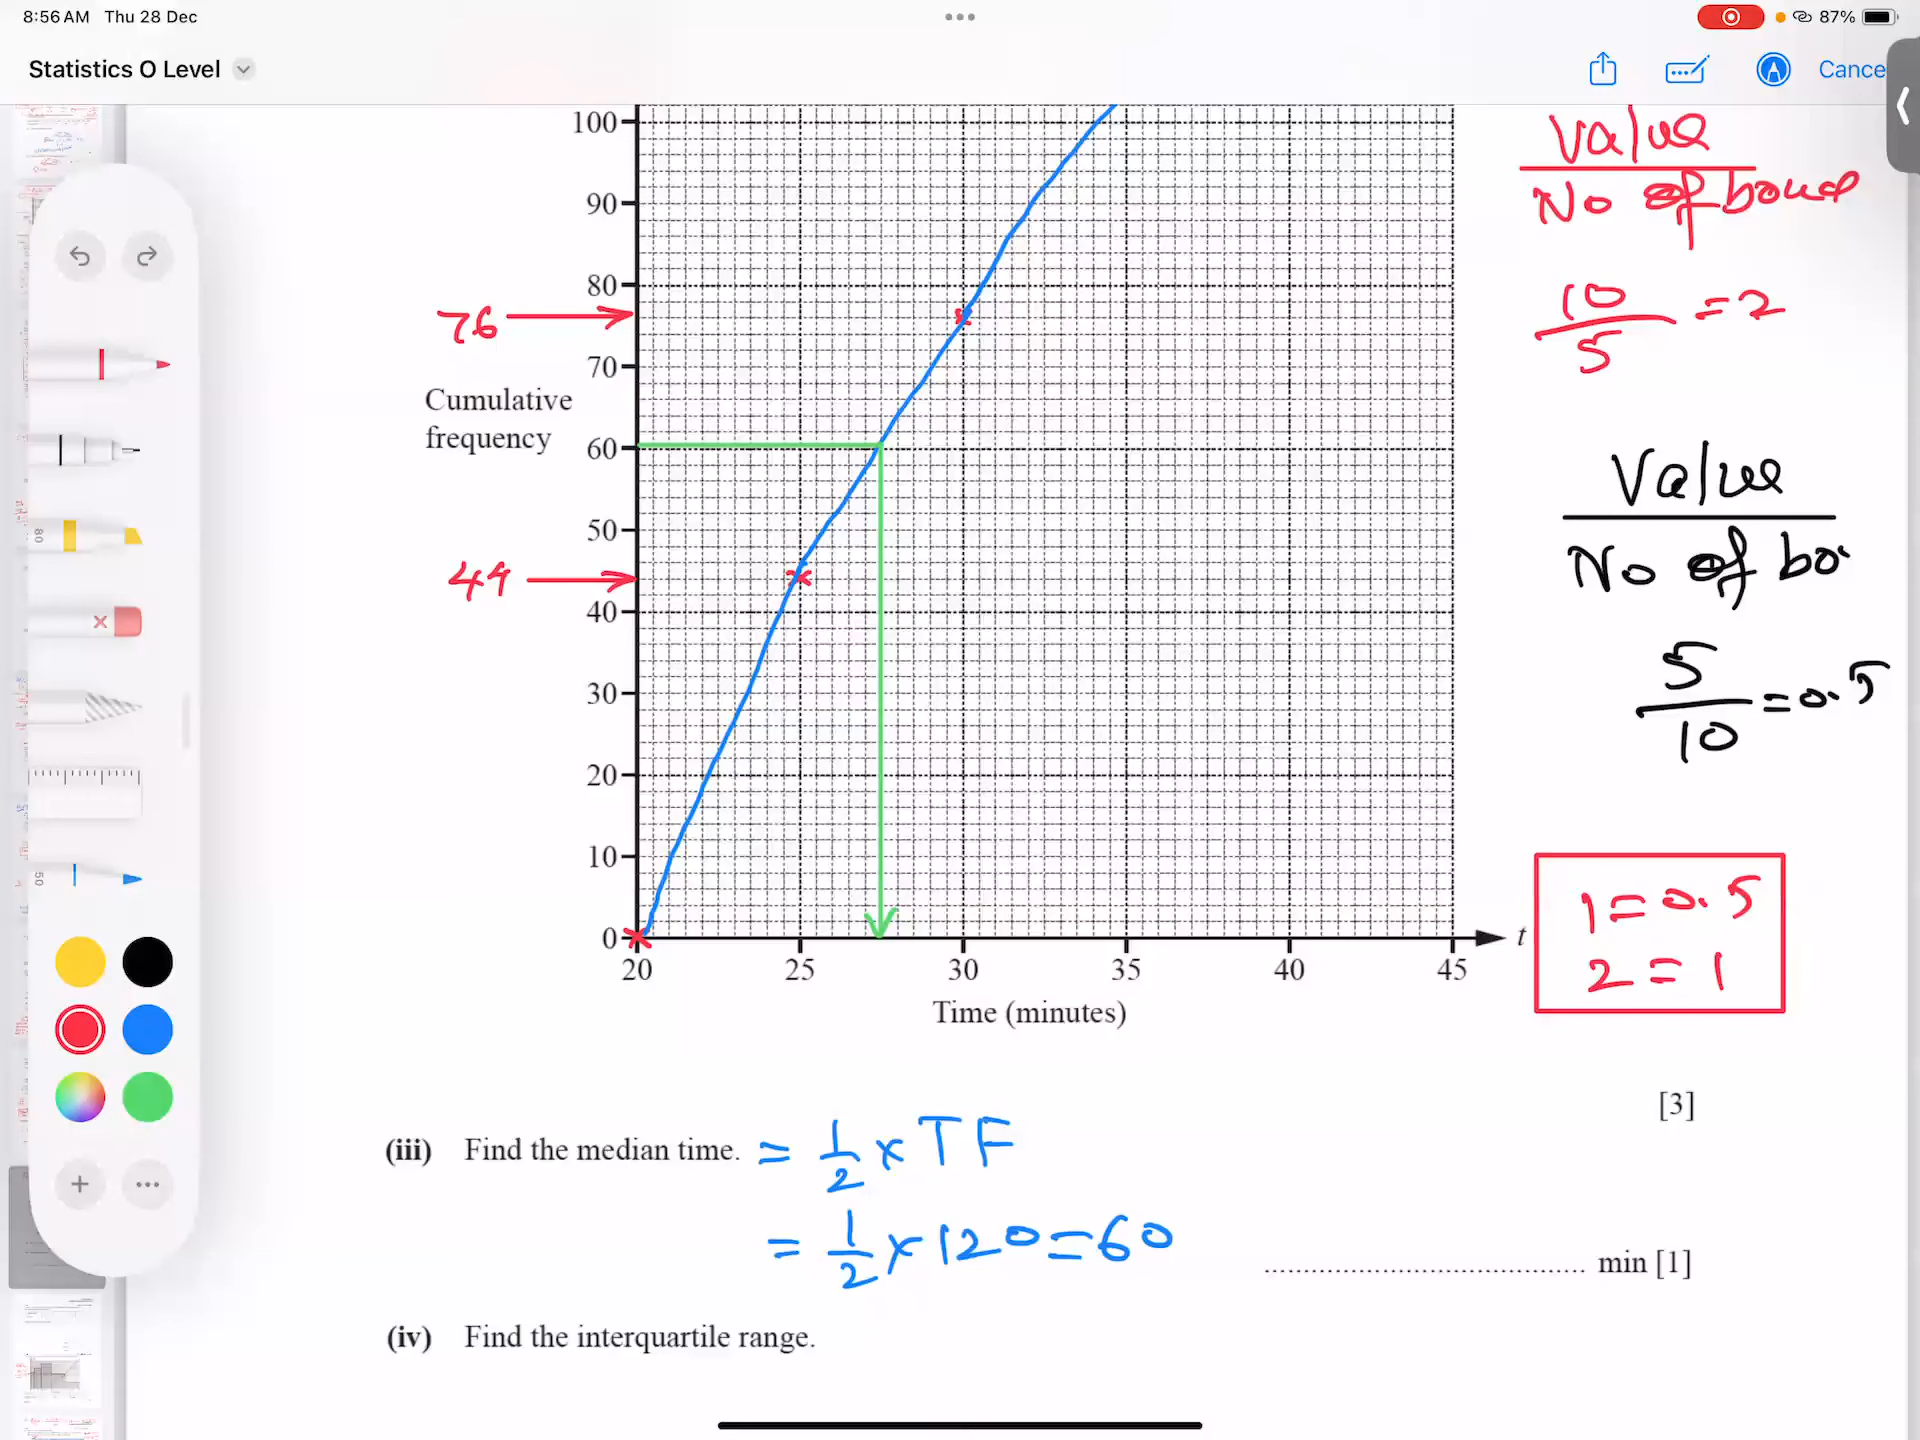 8:56 AM Thu 28 Dec
87%
Statistics O Level
Cance
100
90
80
70
60
50
40
30
20
10
0
Cumulative
frequency
76
44
20 25 30 35 40 45
t
Time (minutes)
Value
No of boxes
10
5
=2
Value
No of bo
5
10
=0.5
1=0.5
2=1
80
50
[3]
(iii) Find the median time. = 1/2 × TF
= 1/2 × 120 = 60
min [1]
(iv) Find the interquartile range.